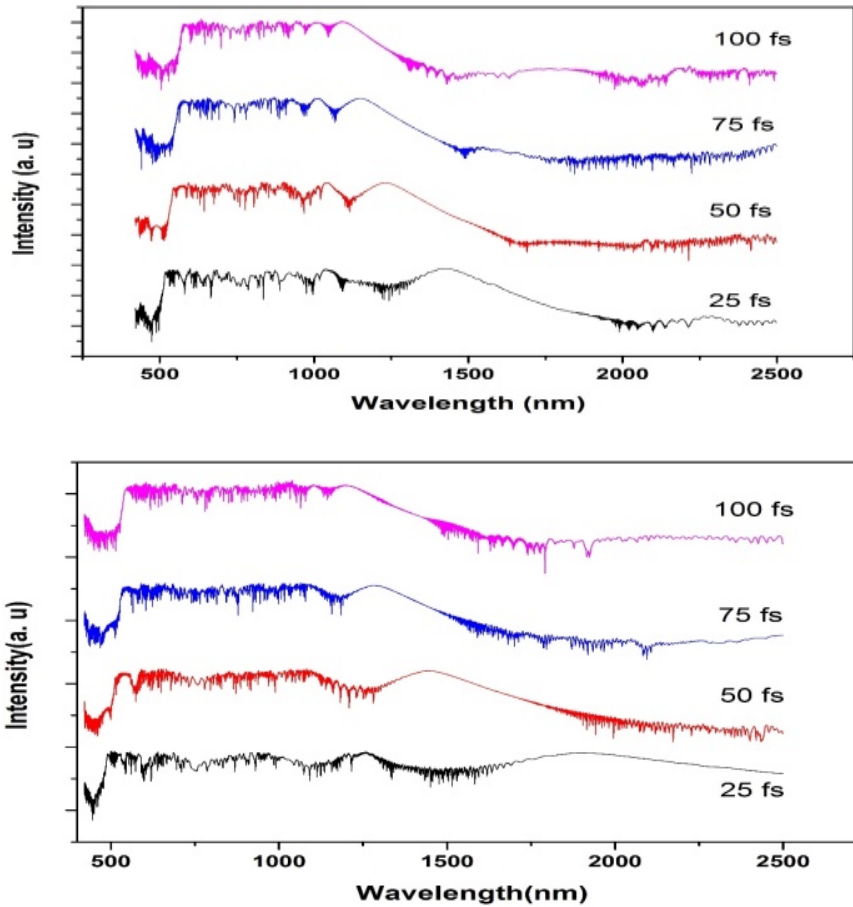 Intensity (a. u)
100 fs
75 fs
50 fs
25 fs
500 1000 1500 2000 2500
Wavelength (nm)
Intensity(a. u)
100 fs
75 fs
50 fs
25 fs
500 1000 1500 2000 2500
Wavelength(nm)